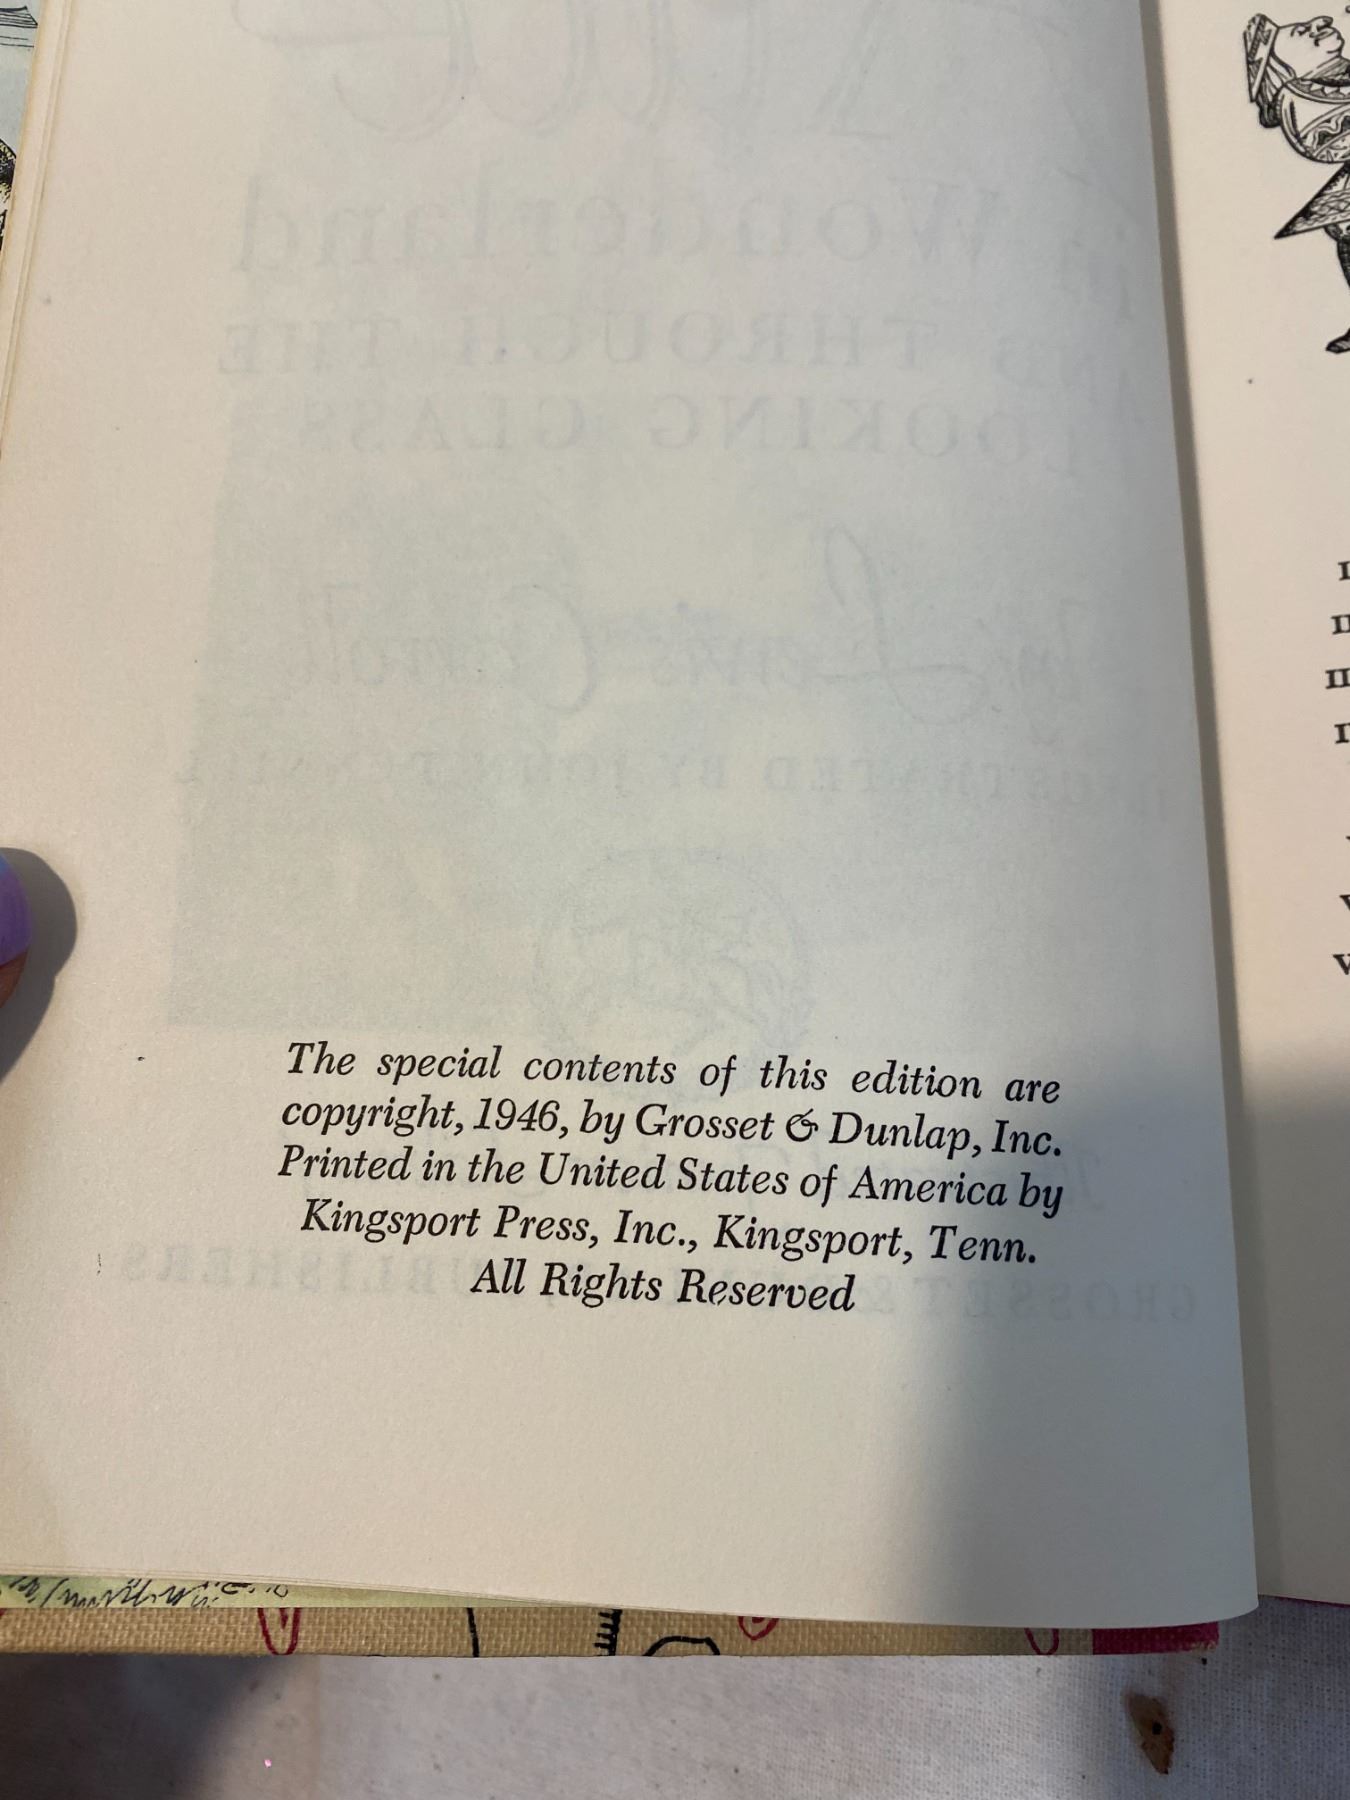 The special contents of this edition are
copyright, 1946, by Grosset & Dunlap, Inc.
Printed in the United States of America by
Kingsport Press, Inc., Kingsport, Tenn.
All Rights Reserved